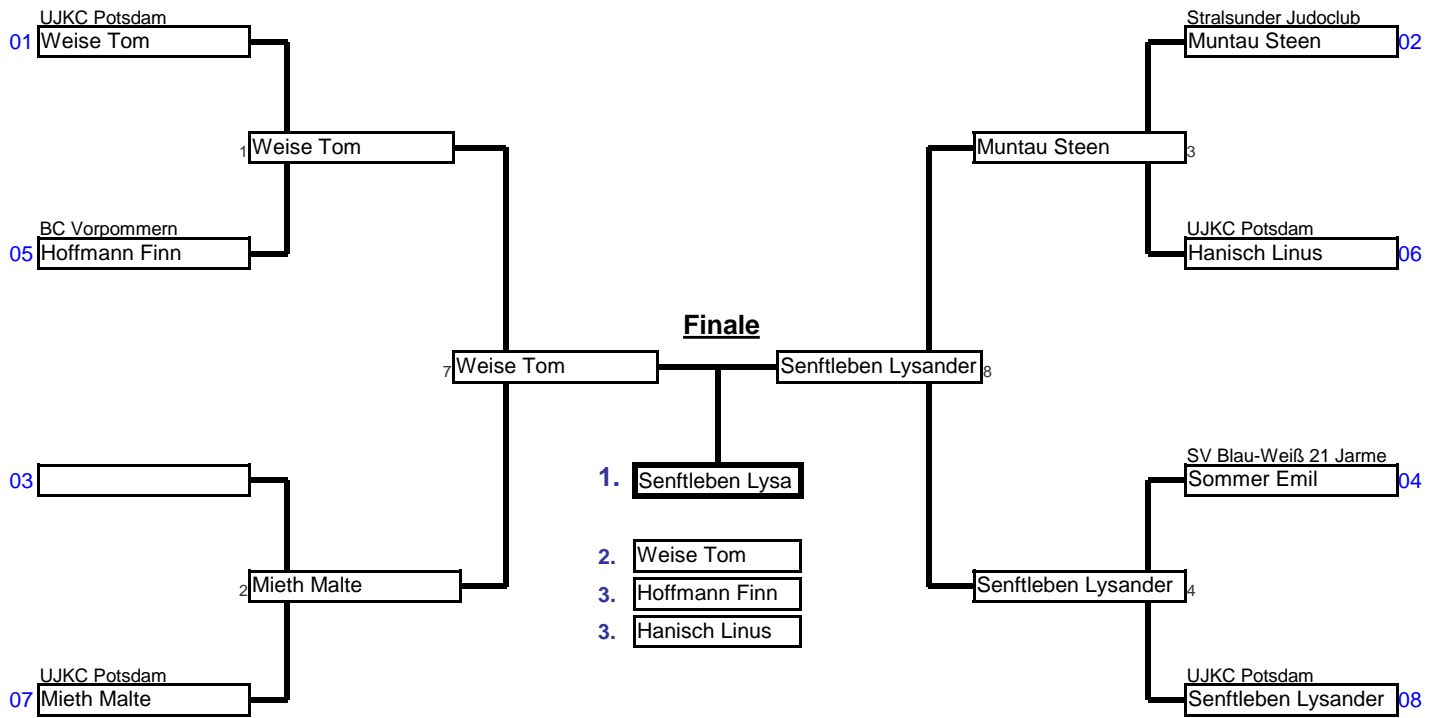 UJKC Potsdam
01 Weise Tom
Stralsunder Judoclub
Muntau Steen 02
1 Weise Tom
Muntau Steen 3
BC Vorpommern
05 Hoffmann Finn
UJKC Potsdam
Hanisch Linus 06
Finale
7 Weise Tom
Senftleben Lysander 8
03
1. Senftleben Lysa
SV Blau-Weiß 21 Jarme
Sommer Emil 04
2. Weise Tom
2 Mieth Malte
3. Hoffmann Finn
Senftleben Lysander 4
3. Hanisch Linus
UJKC Potsdam
07 Mieth Malte
UJKC Potsdam
Senftleben Lysander 08